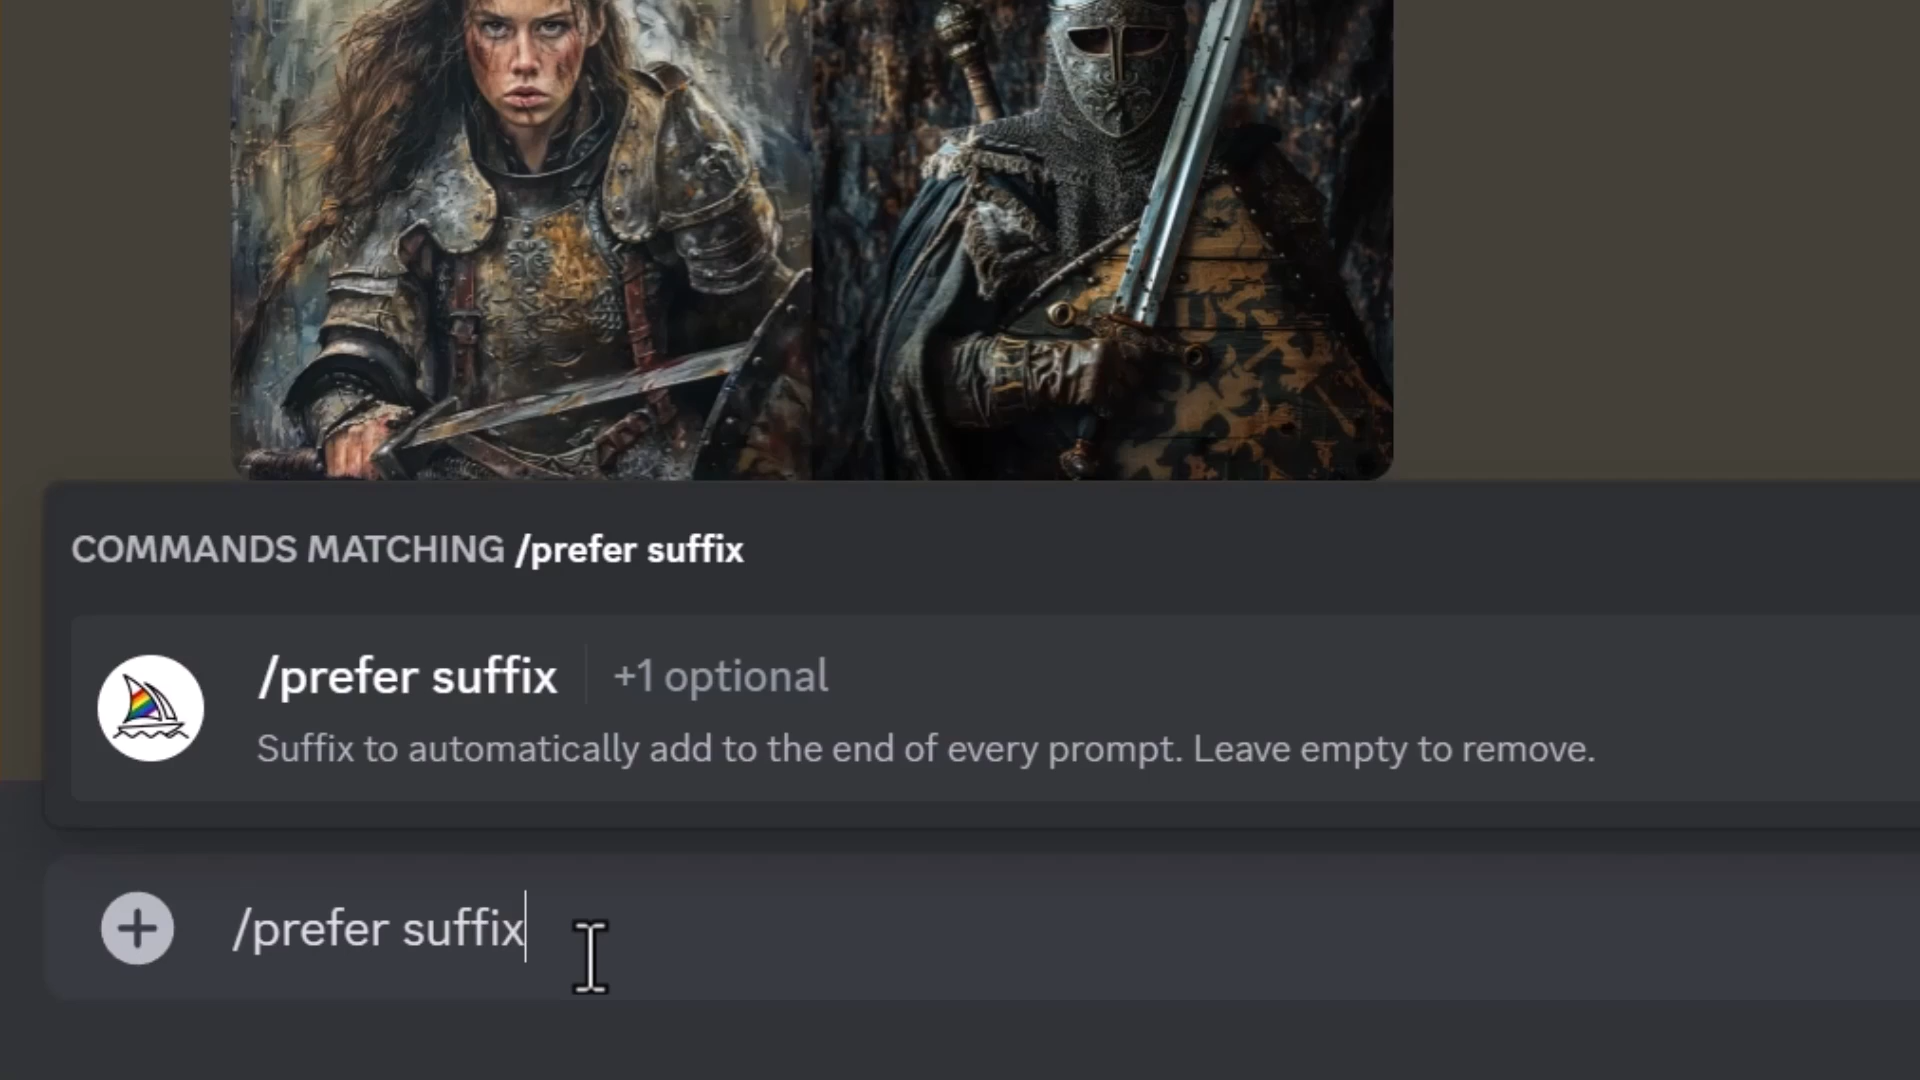 COMMANDS MATCHING /prefer suffix
/prefer suffix +1 optional
Suffix to automatically add to the end of every prompt. Leave empty to remove.
/prefer suffix